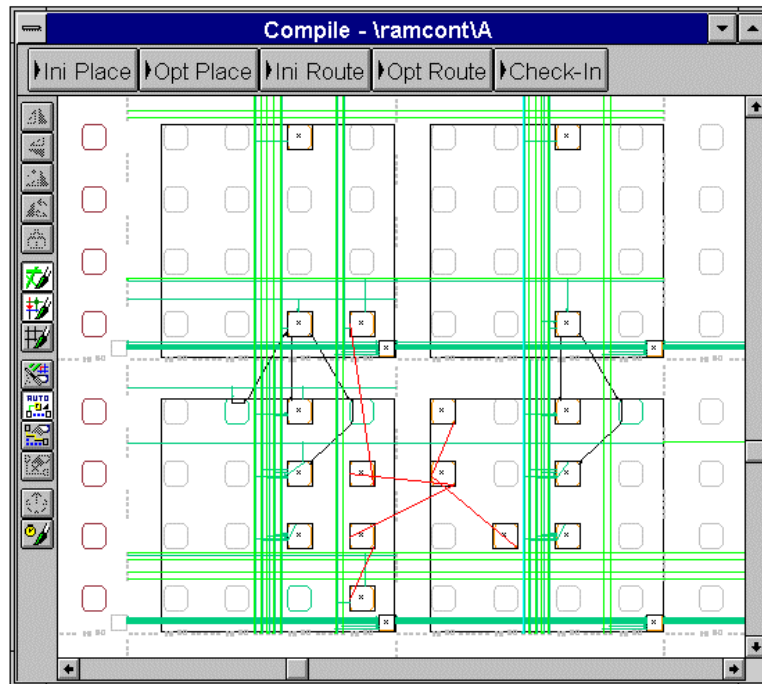 Compile - \ramcont\A
Ini Place Opt Place Ini Route Opt Route Check-In
AUTO